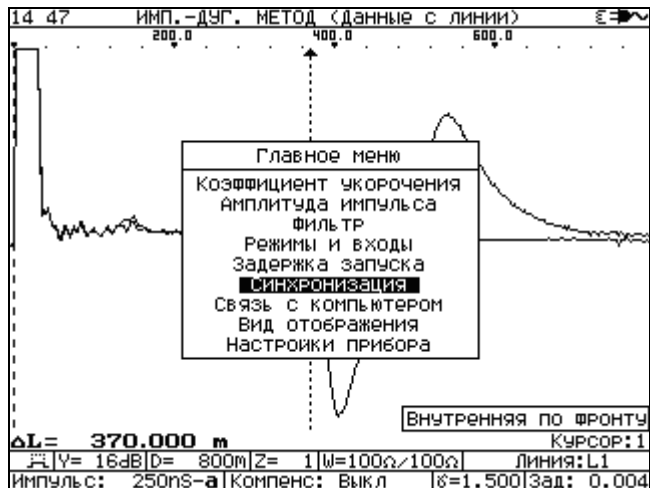 14 47 ИМП.-ДУГ. МЕТОД (Данные с линии)
200.0 400.0 600.0
Главное меню
Коэффициент укорочения
Амплитуда импульса
Фильтр
Режимы и входы
Задержка запуска
Синхронизация
Связь с компьютером
Вид отображения
Настройки прибора
Внутренняя по фронту
ΔL= 370.000 m Курсор:1
У= 16dB D= 800m Z= 1 W=100Ω/100Ω Линия:L1
Импульс: 250nS-a Компенс: Выкл γ=1.500 Зад: 0.004